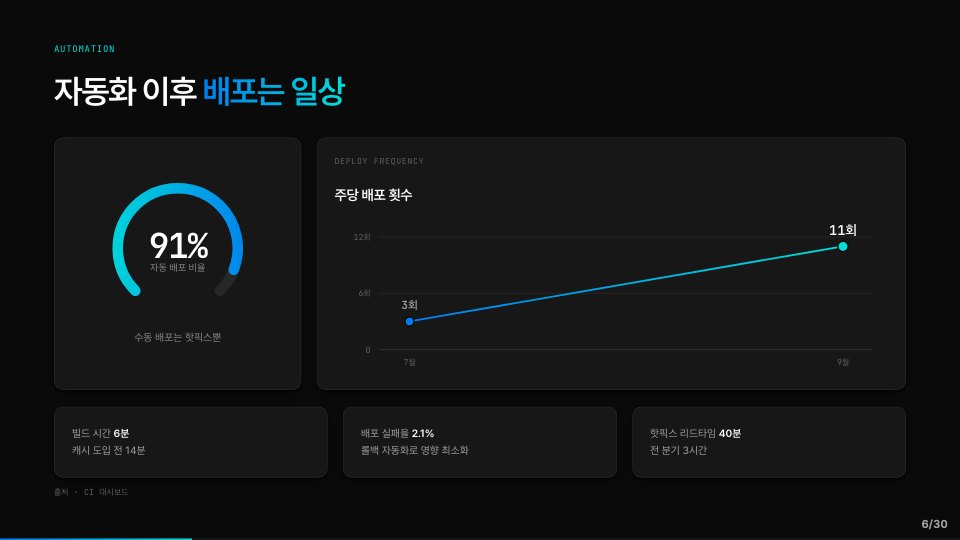 AUTOMATION
자동화 이후 배포는 일상
91%
자동 배포 비율
수동 배포는 핫픽스뿐
DEPLOY FREQUENCY
주당 배포 횟수
12회
6회
0
3회
11회
7월
9월
빌드 시간 6분
캐시 도입 전 14분
배포 실패율 2.1%
롤백 자동화로 영향 최소화
핫픽스 리드타임 40분
전 분기 3시간
출처 · CI 대시보드
6/30